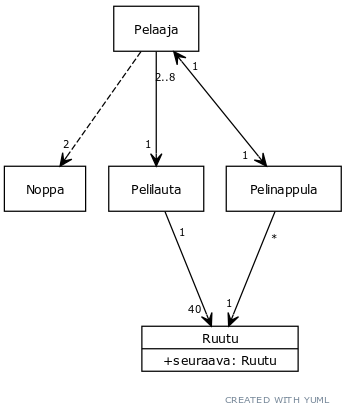 Pelaaja
2..8
1
2
1
1
Noppa
Pelilauta
Pelinappula
1
*
40
1
Ruutu
+seuraava: Ruutu
CREATED WITH YUML